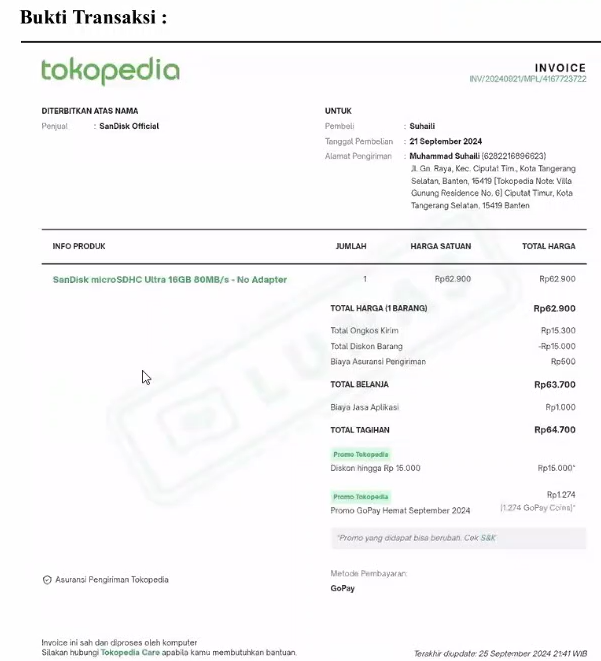 Bukti Transaksi :
tokopedia
INVOICE
INV/20240921/MPL/4167723722
DITERBITKAN ATAS NAMA
Penjual : SanDisk Official
UNTUK
Pembeli : Suhaili
Tanggal Pembelian : 21 September 2024
Alamat Pengiriman : Muhammad Suhaili (6282216896623)
Jl. Gn. Raya, Kec. Ciputat Tim., Kota Tangerang
Selatan, Banten, 15419 [Tokopedia Note: Villa
Gunung Residence No. 6] Ciputat Timur, Kota
Tangerang Selatan, 15419 Banten
INFO PRODUK JUMLAH HARGA SATUAN TOTAL HARGA
SanDisk microSDHC Ultra 16GB 80MB/s - No Adapter 1 Rp62.900 Rp62.900
TOTAL HARGA (1 BARANG) Rp62.900
Total Ongkos Kirim Rp15.300
Total Diskon Barang -Rp15.000
Biaya Asuransi Pengiriman Rp500
TOTAL BELANJA Rp63.700
Biaya Jasa Aplikasi Rp1.000
TOTAL TAGIHAN Rp64.700
Promo Tokopedia
Diskon hingga Rp 15.000 Rp15.000*
Promo Tokopedia
Promo GoPay Hemat September 2024 Rp1.274
(1.274 GoPay Coins)*
*Promo yang didapat bisa berubah. Cek S&K
Asuransi Pengiriman Tokopedia
Metode Pembayaran:
GoPay
LUNAS
Invoice ini sah dan diproses oleh komputer
Silakan hubungi Tokopedia Care apabila kamu membutuhkan bantuan.
Terakhir diupdate: 25 September 2024 21:41 WIB